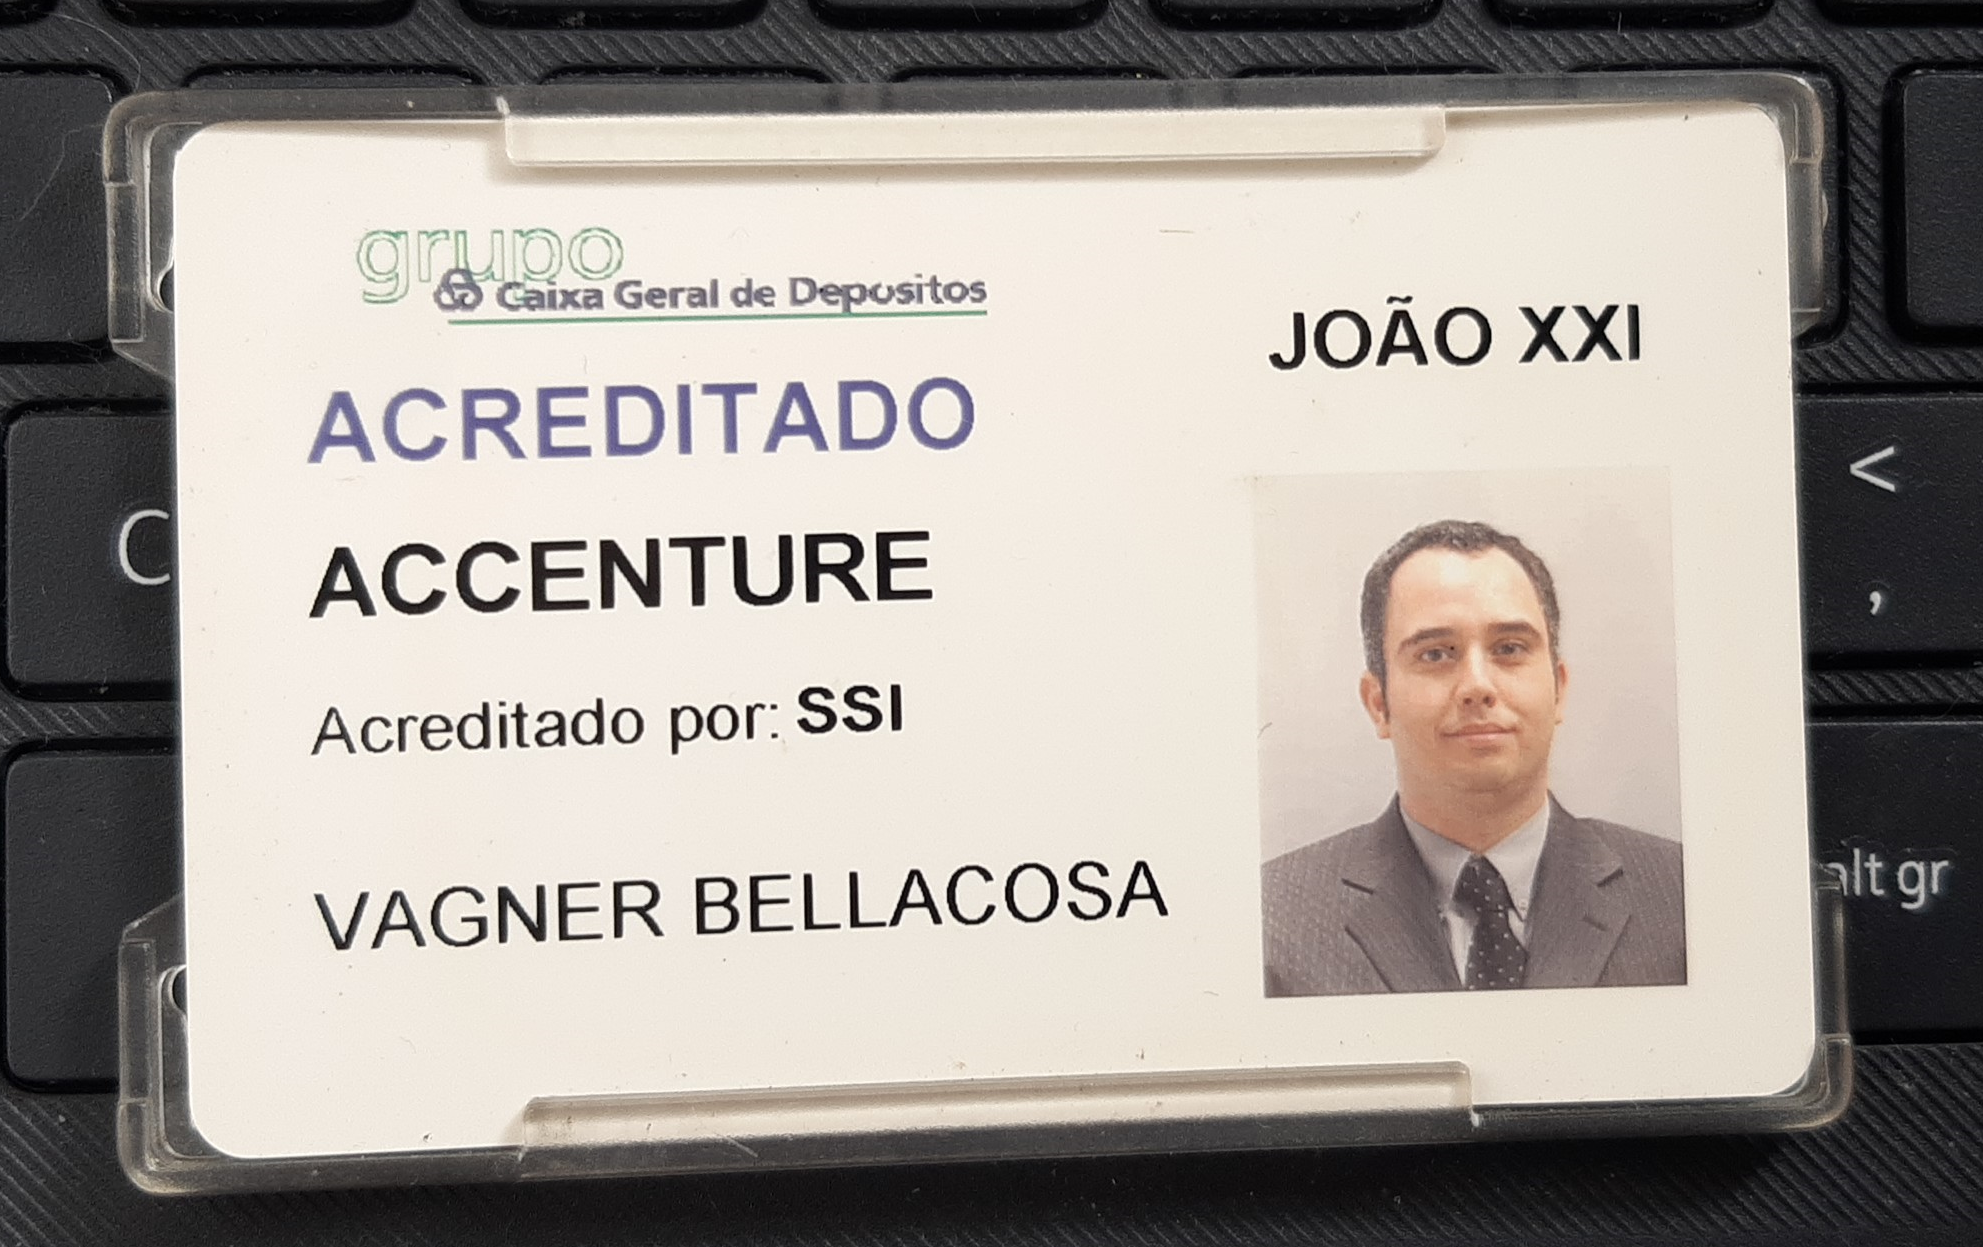 grupo
Caixa Geral de Depositos
JOÃO XXI
ACREDITADO
ACCENTURE
Acreditado por: SSI
VAGNER BELLACOSA
C
<
,
alt gr